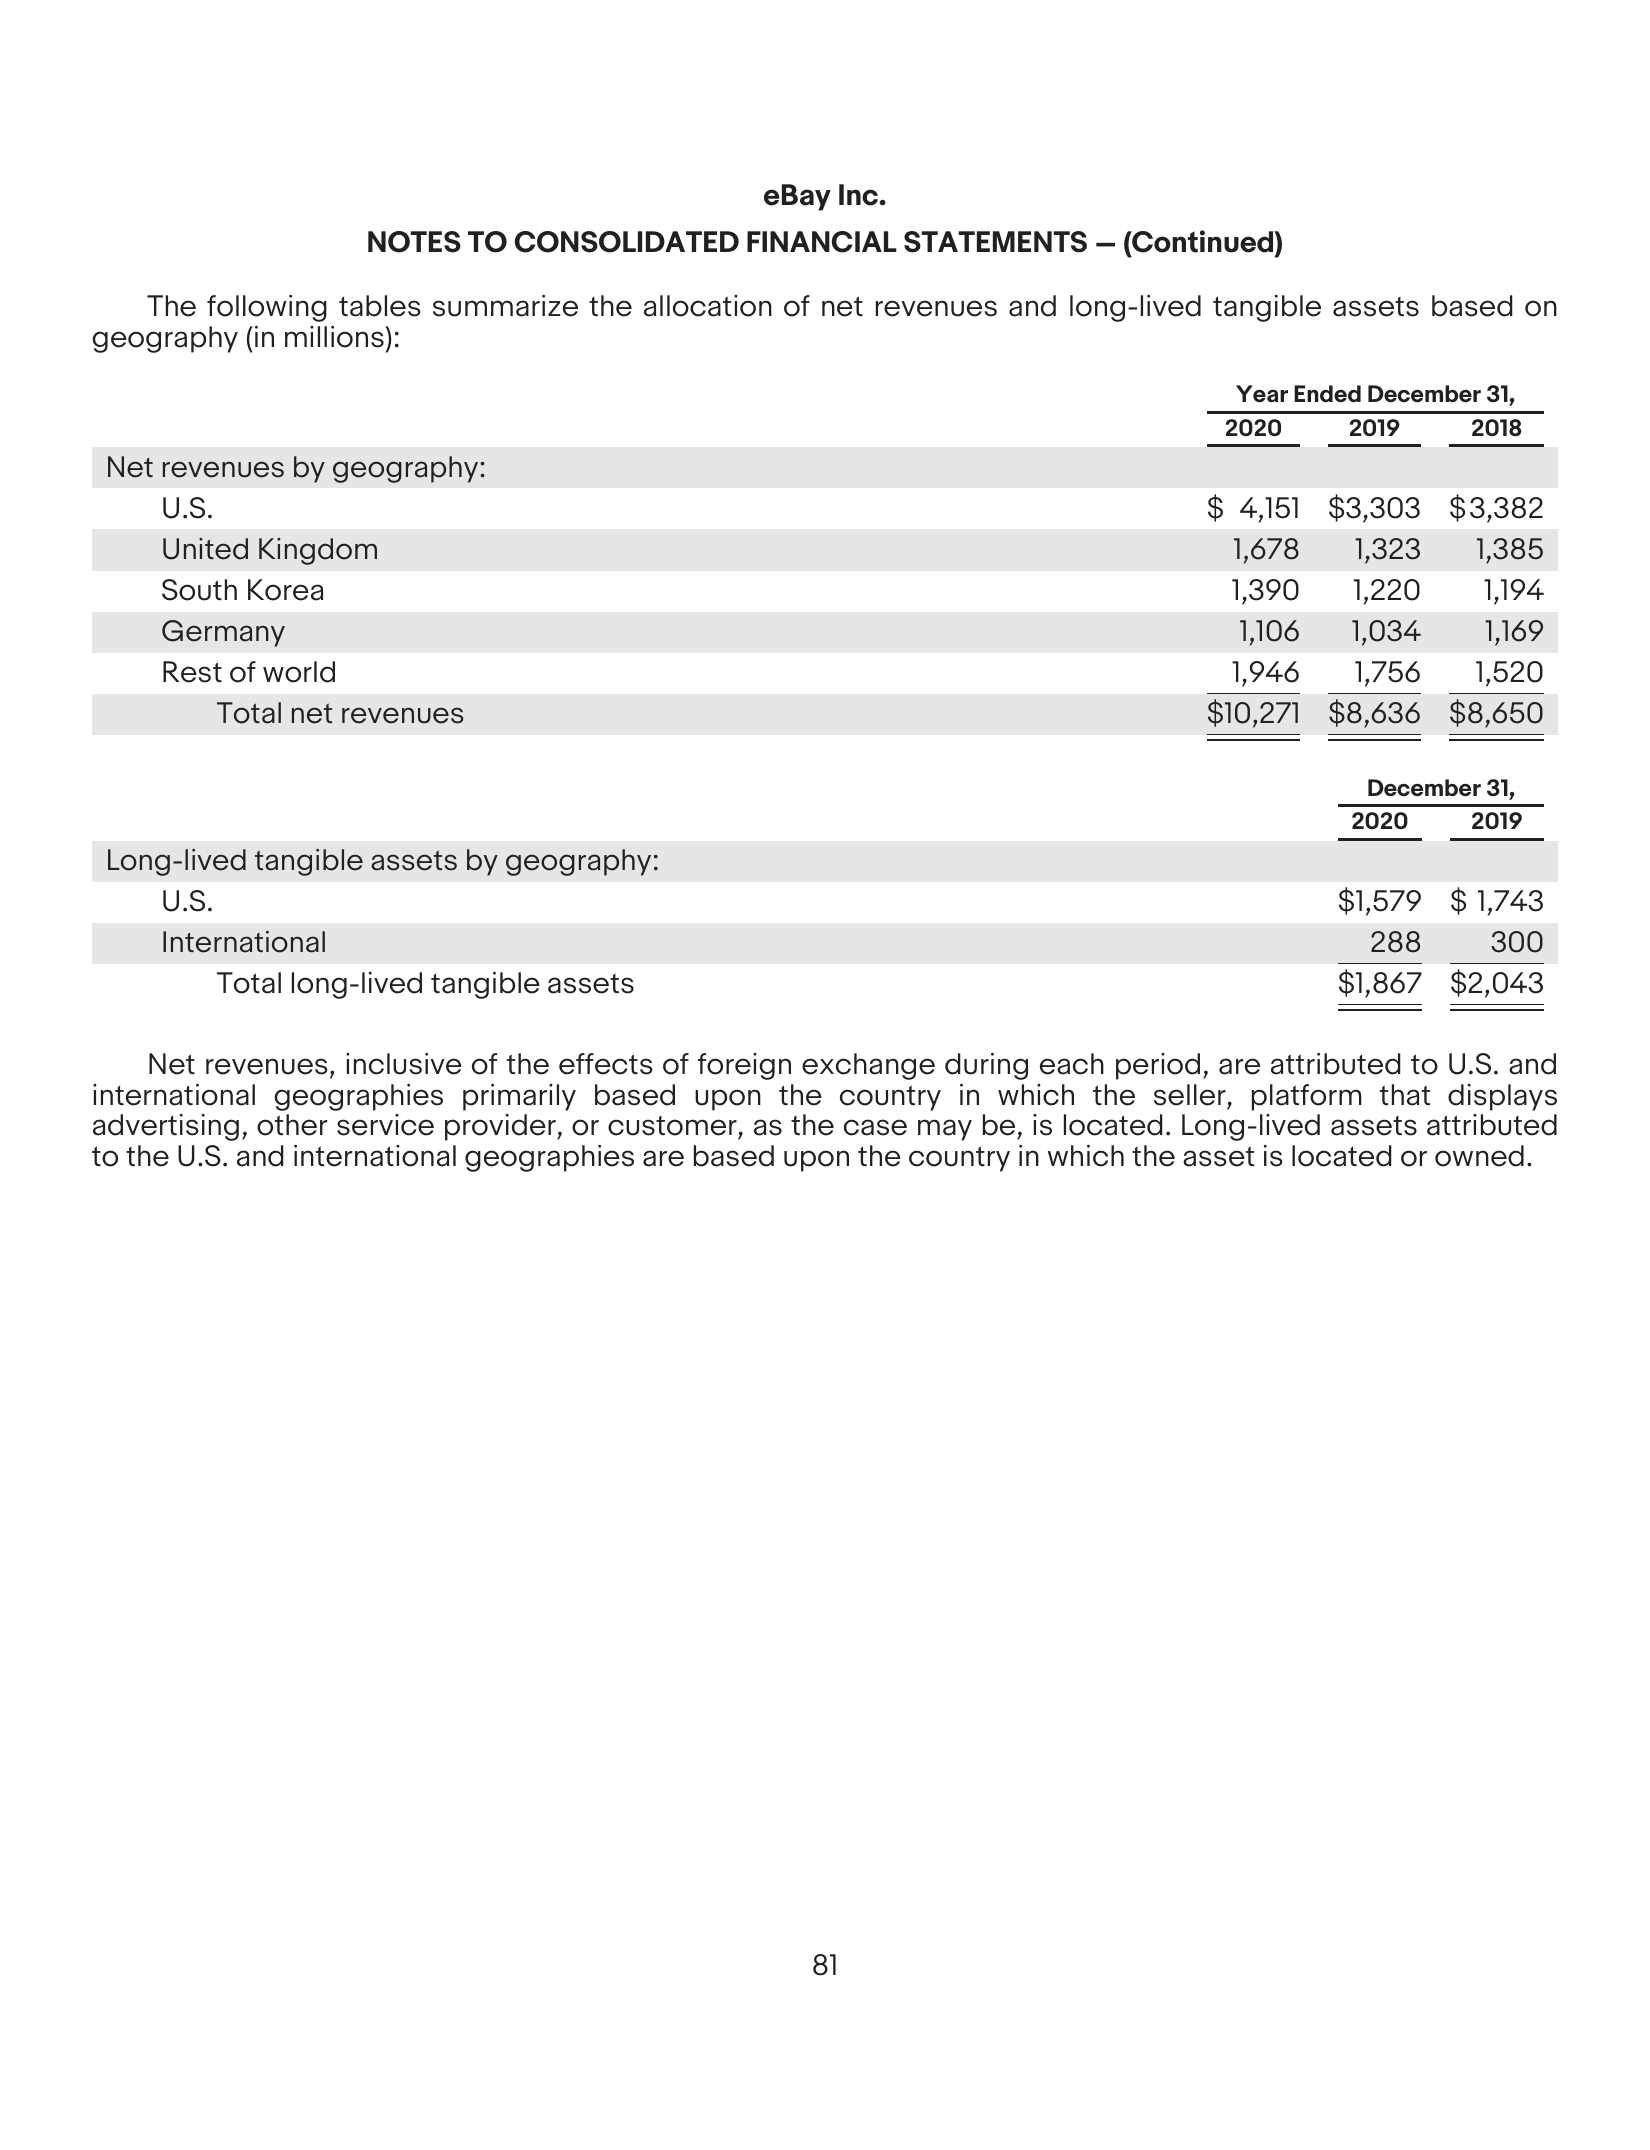 eBay Inc.
NOTES TO CONSOLIDATED FINANCIAL STATEMENTS — (Continued)
The following tables summarize the allocation of net revenues and long-lived tangible assets based on
geography (in millions):
Year Ended December 31,
2020 2019 2018
Net revenues by geography:
U.S. $ 4,151 $3,303 $3,382
United Kingdom 1,678 1,323 1,385
South Korea 1,390 1,220 1,194
Germany 1,106 1,034 1,169
Rest of world 1,946 1,756 1,520
Total net revenues $10,271 $8,636 $8,650
December 31,
2020 2019
Long-lived tangible assets by geography:
U.S. $1,579 $ 1,743
International 288 300
Total long-lived tangible assets $1,867 $2,043
Net revenues, inclusive of the effects of foreign exchange during each period, are attributed to U.S. and
international geographies primarily based upon the country in which the seller, platform that displays
advertising, other service provider, or customer, as the case may be, is located. Long-lived assets attributed
to the U.S. and international geographies are based upon the country in which the asset is located or owned.
81